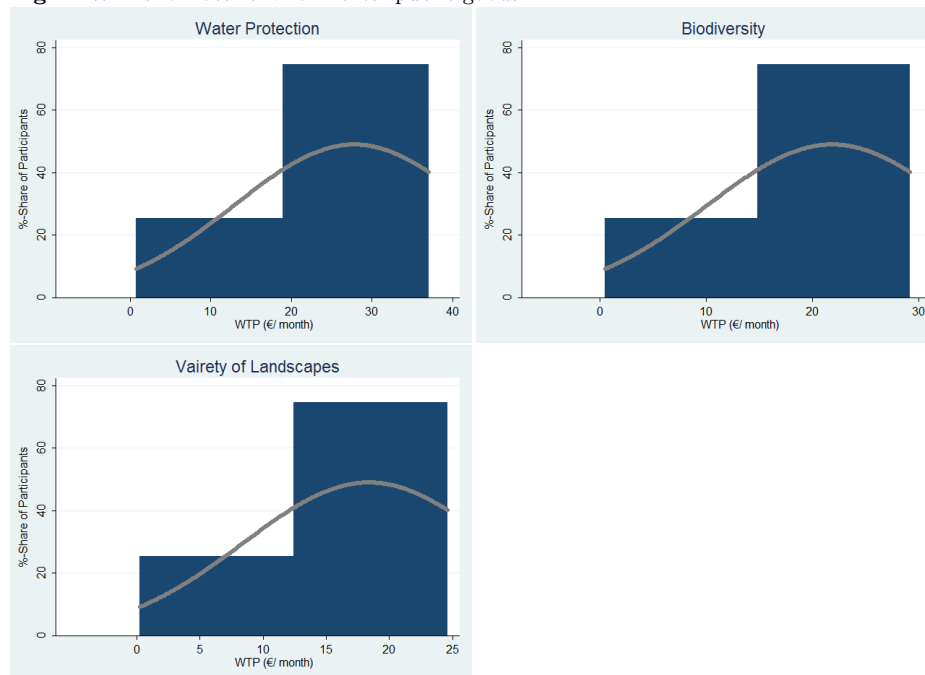 Water Protection
80
60
40
20
0
%-Share of Participants
0 10 20 30 40
WTP (€/ month)
Biodiversity
80
60
40
20
0
%-Share of Participants
0 10 20 30
WTP (€/ month)
Vairety of Landscapes
80
60
40
20
0
%-Share of Participants
0 5 10 15 20 25
WTP (€/ month)